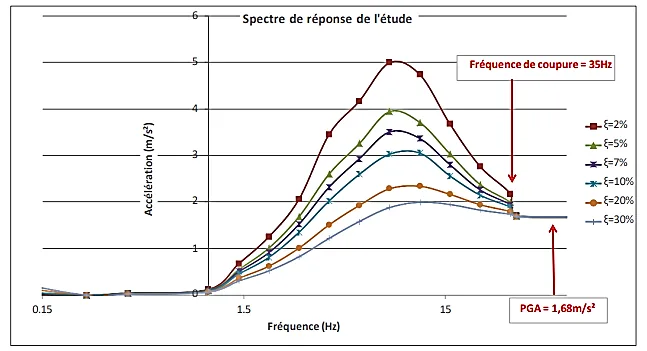 Spectre de réponse de l'étude
6
5
4
3
2
1
0
Accélération (m/s²)
0.15
1.5
15
Fréquence (Hz)
Fréquence de coupure = 35Hz
ξ=2%
ξ=5%
ξ=7%
ξ=10%
ξ=20%
ξ=30%
PGA = 1,68m/s²